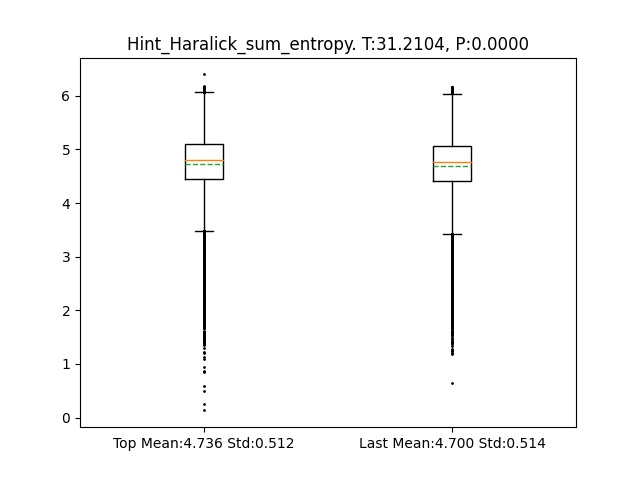 Hint_Haralick_sum_entropy. T:31.2104, P:0.0000
6
5
4
3
2
1
0
Top Mean:4.736 Std:0.512
Last Mean:4.700 Std:0.514